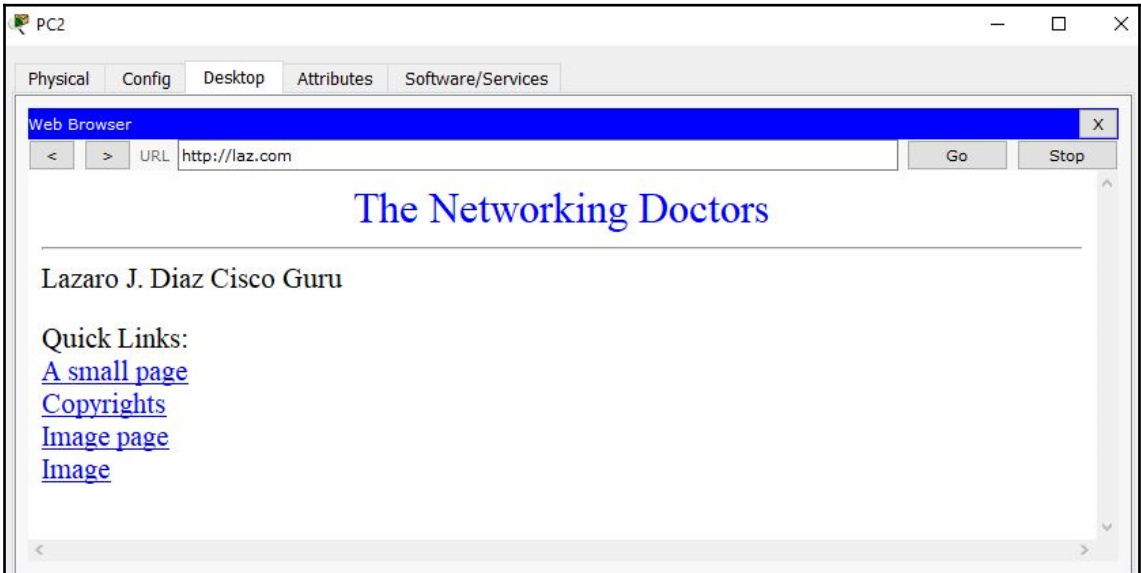 PC2
Physical Config Desktop Attributes Software/Services
Web Browser X
< > URL http://laz.com Go Stop
The Networking Doctors
Lazaro J. Diaz Cisco Guru
Quick Links:
A small page
Copyrights
Image page
Image